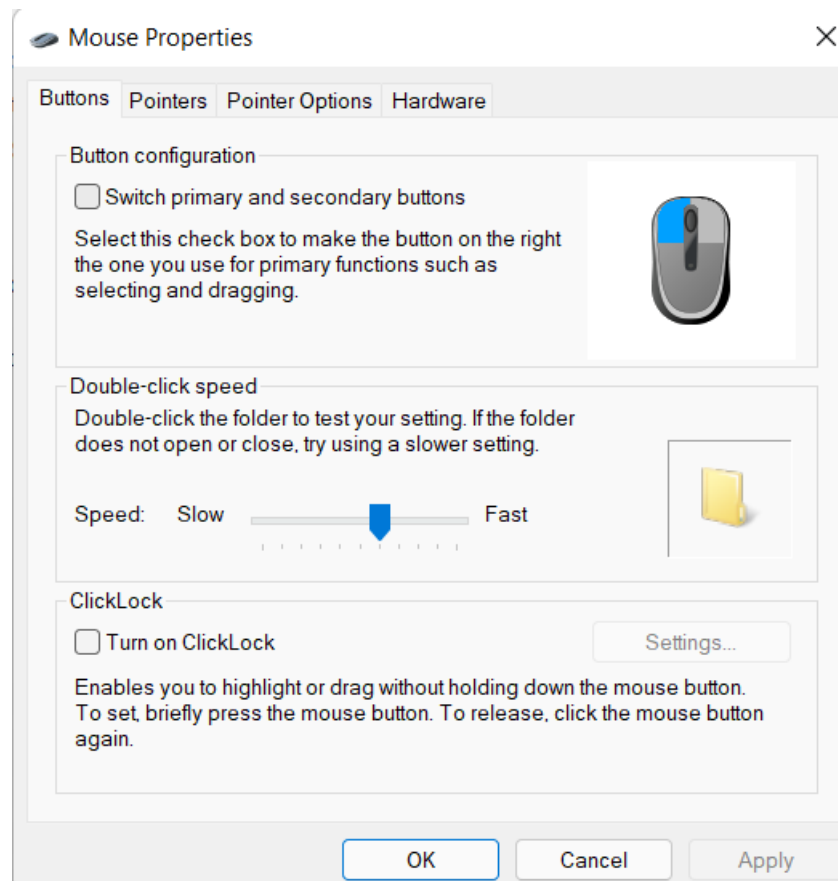 Mouse Properties
Buttons Pointers Pointer Options Hardware
Button configuration
Switch primary and secondary buttons
Select this check box to make the button on the right
the one you use for primary functions such as
selecting and dragging.
Double-click speed
Double-click the folder to test your setting. If the folder
does not open or close, try using a slower setting.
Speed: Slow Fast
ClickLock
Turn on ClickLock Settings...
Enables you to highlight or drag without holding down the mouse button.
To set, briefly press the mouse button. To release, click the mouse button
again.
OK Cancel Apply